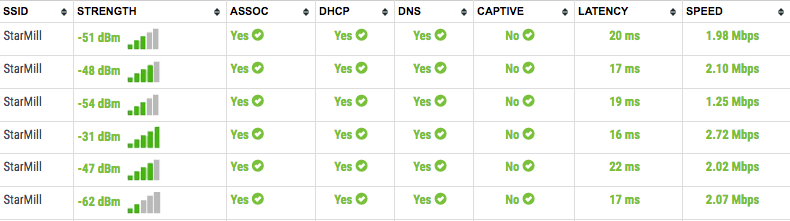 SSID STRENGTH ASSOC DHCP DNS CAPTIVE LATENCY SPEED
StarMill -51 dBm Yes Yes Yes No 20 ms 1.98 Mbps
StarMill -48 dBm Yes Yes Yes No 17 ms 2.10 Mbps
StarMill -54 dBm Yes Yes Yes No 19 ms 1.25 Mbps
StarMill -31 dBm Yes Yes Yes No 16 ms 2.72 Mbps
StarMill -47 dBm Yes Yes Yes No 22 ms 2.02 Mbps
StarMill -62 dBm Yes Yes Yes No 17 ms 2.07 Mbps